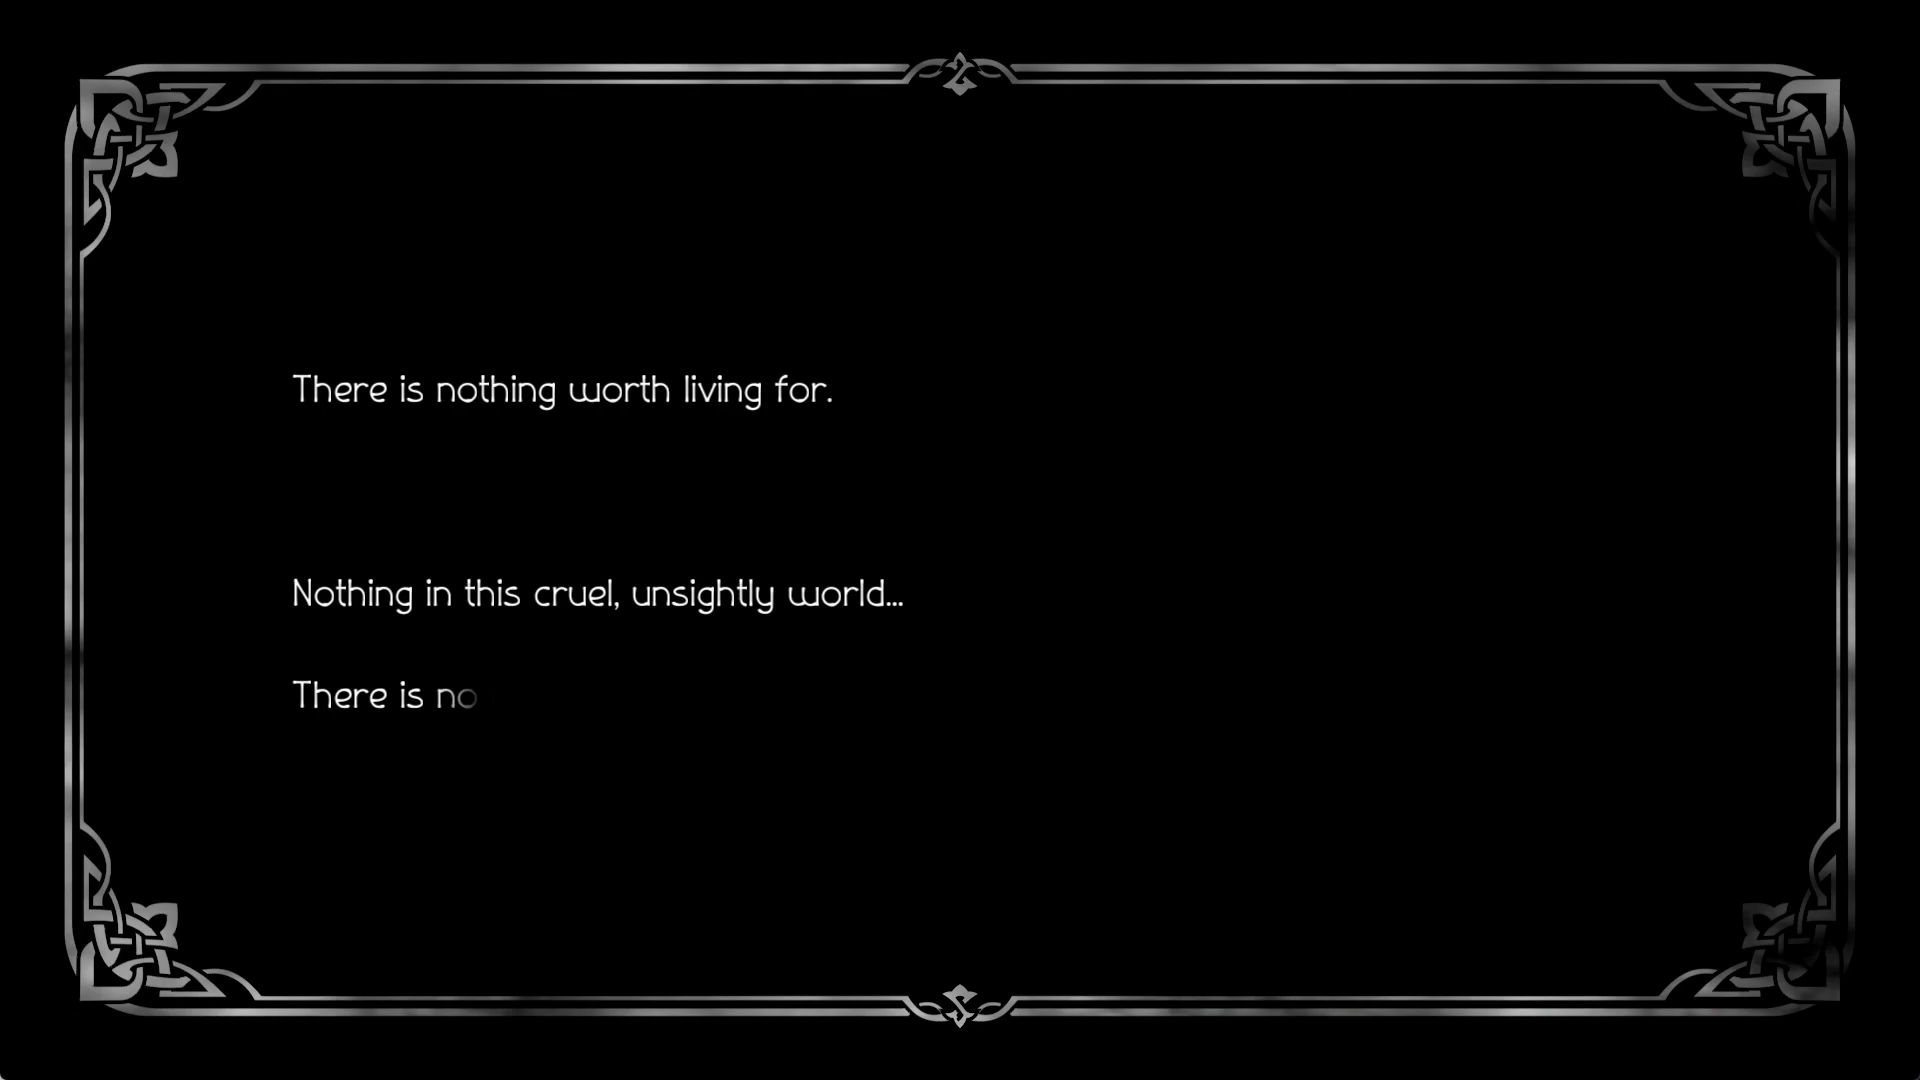 There is nothing worth living for.
Nothing in this cruel, unsightly world...
There is no